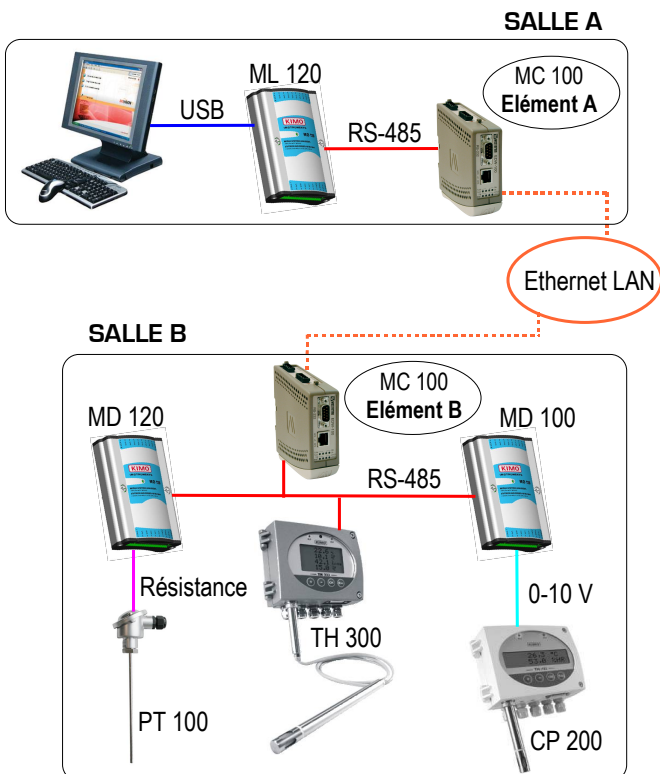 SALLE A
ML 120
MC 100
Elément A
USB
RS-485
KIMO
Ethernet LAN
SALLE B
MC 100
Elément B
MD 120
MD 100
KIMO
RS-485
KIMO
Résistance
0-10 V
TH 300
PT 100
CP 200